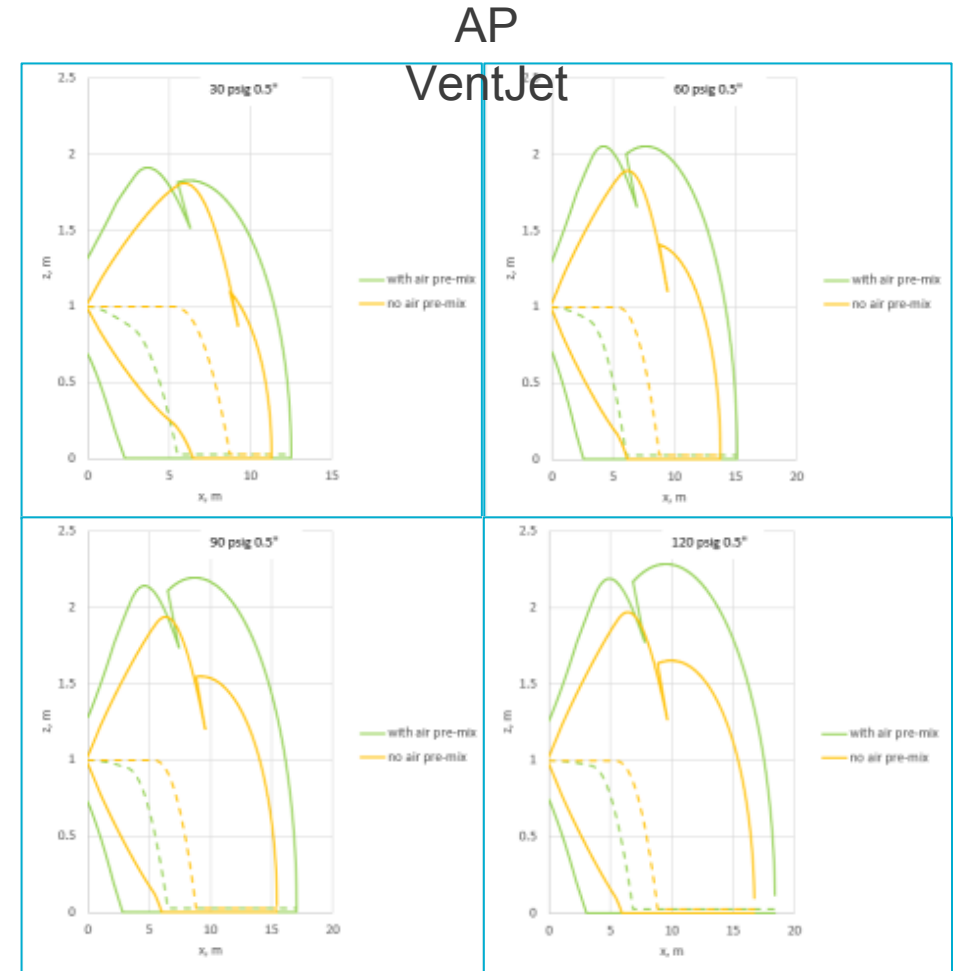 AP
VentJet
30 psig 0.5"
2.5
2
1.5
1
0.5
0
z, m
0 5 10 15
x, m
with air pre-mix
no air pre-mix
60 psig 0.5"
2.5
2
1.5
1
0.5
0
z, m
0 5 10 15 20
x, m
with air pre-mix
no air pre-mix
90 psig 0.5"
2.5
2
1.5
1
0.5
0
z, m
0 5 10 15 20
x, m
with air pre-mix
no air pre-mix
120 psig 0.5"
2.5
2
1.5
1
0.5
0
z, m
0 5 10 15 20
x, m
with air pre-mix
no air pre-mix